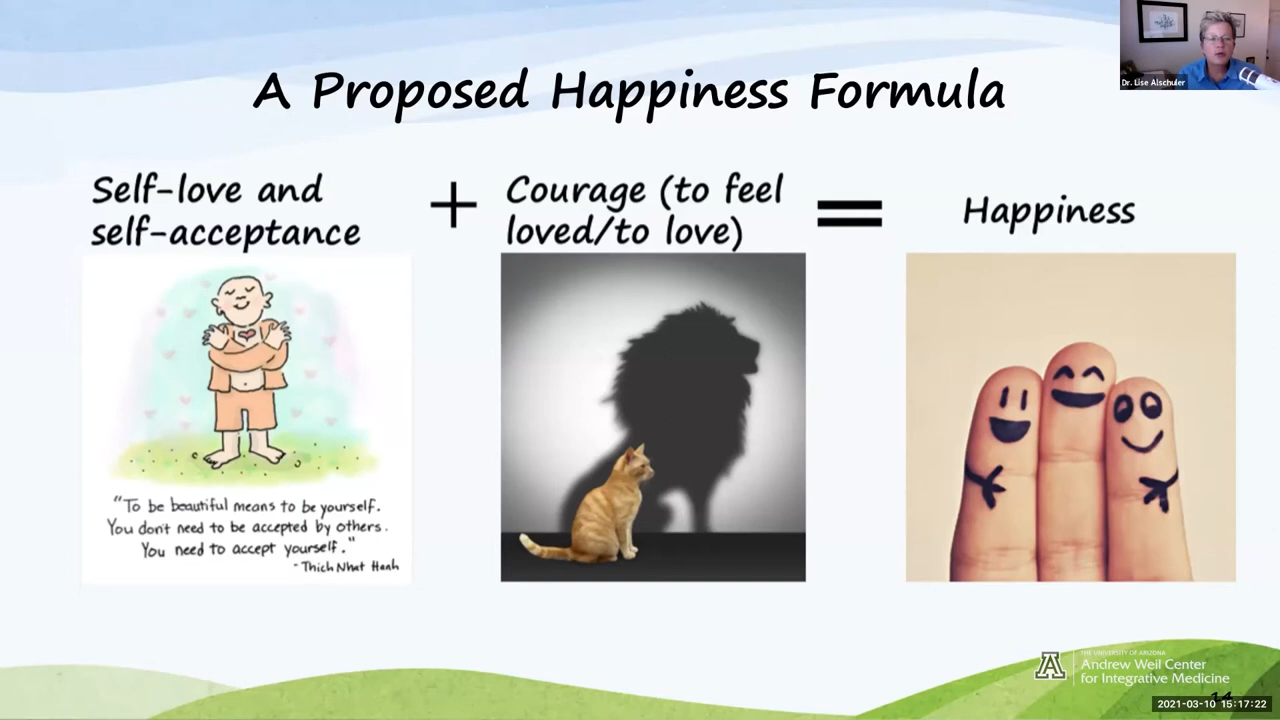 Dr. Lise Alschuler
A Proposed Happiness Formula
Self-love and
self-acceptance
+
Courage (to feel
loved/to love)
=
Happiness
"To be beautiful means to be yourself.
You don't need to be accepted by others.
You need to accept yourself."
- Thich Nhat Hanh
THE UNIVERSITY OF ARIZONA
Andrew Weil Center
for Integrative Medicine
14
2021-03-10 15:17:22